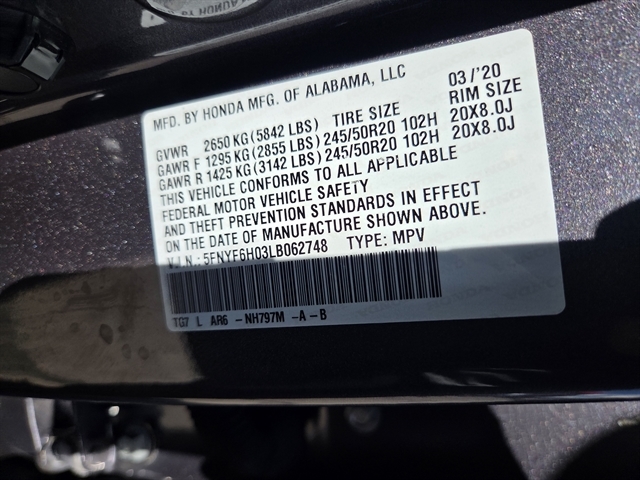 BY HONDA
MFD. BY HONDA MFG. OF ALABAMA, LLC 03/'20
GVWR 2650 KG(5842 LBS) TIRE SIZE RIM SIZE
GAWR F 1295 KG(2855 LBS)245/50R20 102H 20X8.0J
GAWR R 1425 KG(3142 LBS)245/50R20 102H 20X8.0J
THIS VEHICLE CONFORMS TO ALL APPLICABLE
FEDERAL MOTOR VEHICLE SAFETY
AND THEFT PREVENTION STANDARDS IN EFFECT
ON THE DATE OF MANUFACTURE SHOWN ABOVE.
V.I.N.: 5FNYF6H03LB062748 TYPE: MPV
TG7 L AR6 -NH797M -A-B